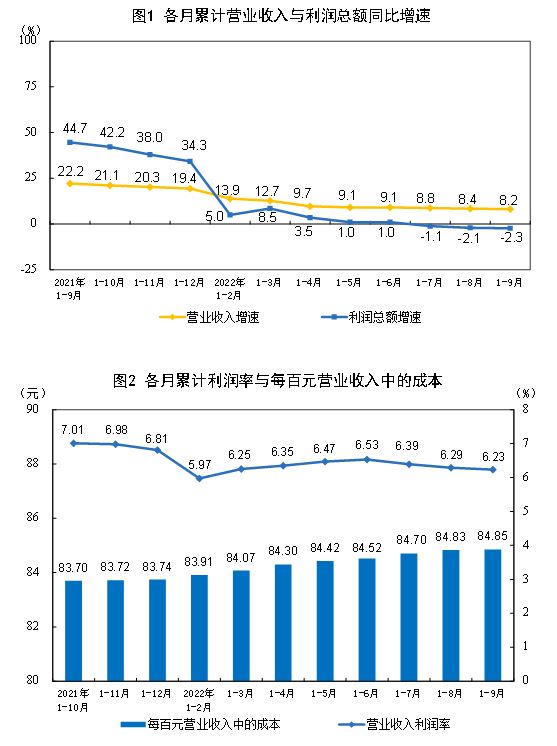 图1 各月累计营业收入与利润总额同比增速
(%)
100
75
50
25
0
-25
44.7 42.2 38.0 34.3 5.0 8.5 3.5 1.0 1.0 -1.1 -2.1 -2.3
22.2 21.1 20.3 19.4 13.9 12.7 9.7 9.1 9.1 8.8 8.4 8.2
2021年 1-10月 1-11月 1-12月 2022年 1-3月 1-4月 1-5月 1-6月 1-7月 1-8月 1-9月
1-9月 1-2月
营业收入增速 利润总额增速
图2 各月累计利润率与每百元营业收入中的成本
(元) (%)
90
88
86
84
82
80
8
7
6
5
4
3
2
1
0
7.01 6.98 6.81 5.97 6.25 6.35 6.47 6.53 6.39 6.29 6.23
83.70 83.72 83.74 83.91 84.07 84.30 84.42 84.52 84.70 84.83 84.85
2021年 1-11月 1-12月 2022年 1-3月 1-4月 1-5月 1-6月 1-7月 1-8月 1-9月
1-10月 1-2月
每百元营业收入中的成本 营业收入利润率